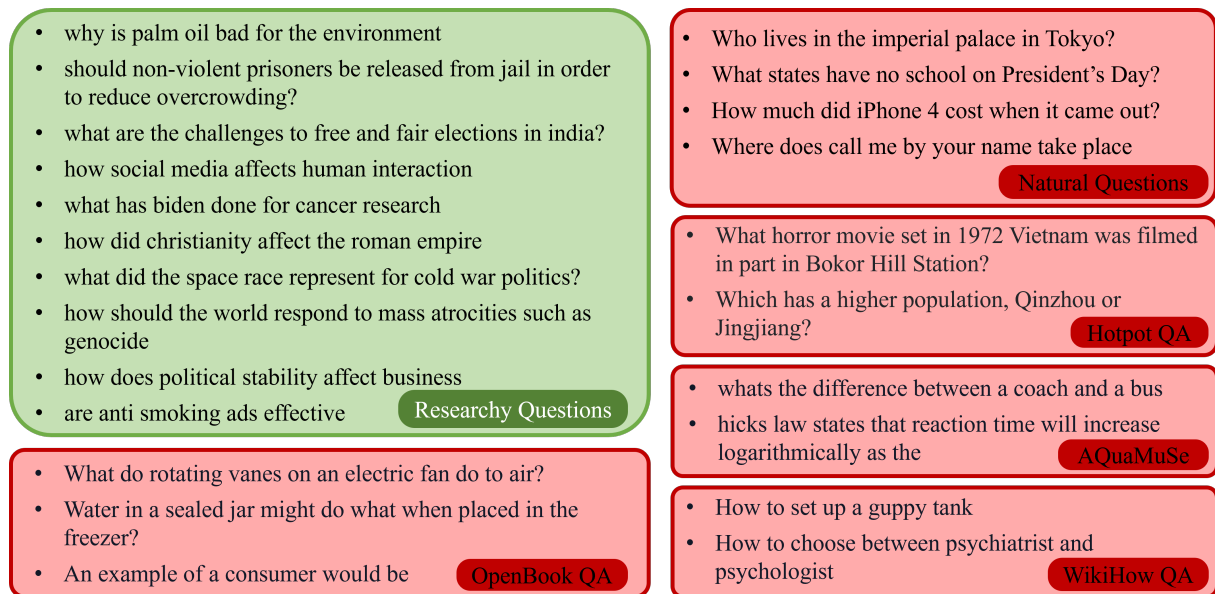 • why is palm oil bad for the environment
• should non-violent prisoners be released from jail in order
to reduce overcrowding?
• what are the challenges to free and fair elections in india?
• how social media affects human interaction
• what has biden done for cancer research
• how did christianity affect the roman empire
• what did the space race represent for cold war politics?
• how should the world respond to mass atrocities such as
genocide
• how does political stability affect business
• are anti smoking ads effective
Researchy Questions
• What do rotating vanes on an electric fan do to air?
• Water in a sealed jar might do what when placed in the
freezer?
• An example of a consumer would be
OpenBook QA
• Who lives in the imperial palace in Tokyo?
• What states have no school on President’s Day?
• How much did iPhone 4 cost when it came out?
• Where does call me by your name take place
Natural Questions
• What horror movie set in 1972 Vietnam was filmed
in part in Bokor Hill Station?
• Which has a higher population, Qinzhou or
Jingjiang?
Hotpot QA
• whats the difference between a coach and a bus
• hicks law states that reaction time will increase
logarithmically as the
AQuaMuSe
• How to set up a guppy tank
• How to choose between psychiatrist and
psychologist
WikiHow QA